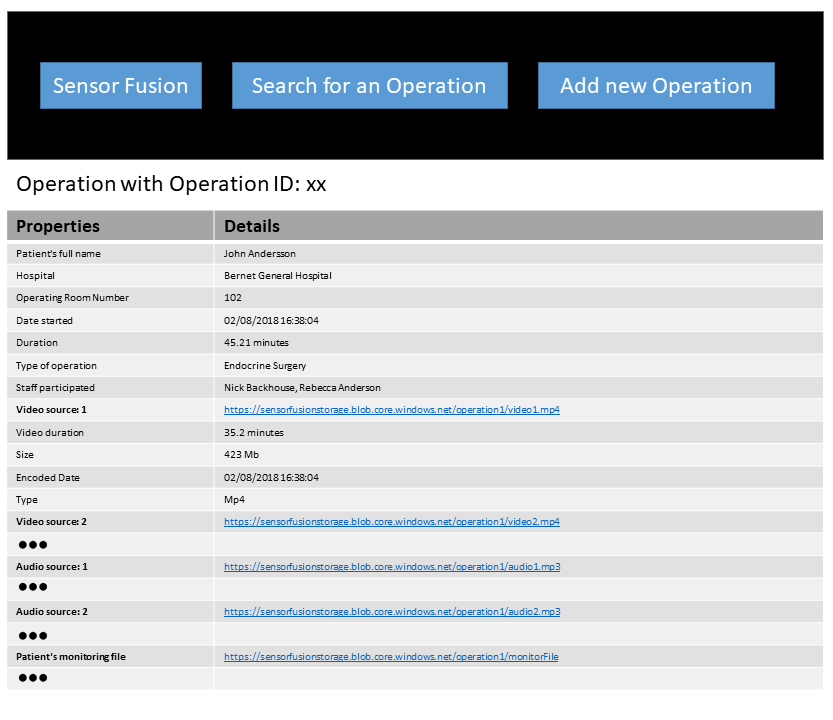 Sensor Fusion Search for an Operation Add new Operation
Operation with Operation ID: xx
Properties Details
Patient's full name John Andersson
Hospital Bernet General Hospital
Operating Room Number 102
Date started 02/08/2018 16:38:04
Duration 45.21 minutes
Type of operation Endocrine Surgery
Staff participated Nick Backhouse, Rebecca Anderson
Video source: 1 https://sensorfusionstorage.blob.core.windows.net/operation1/video1.mp4
Video duration 35.2 minutes
Size 423 Mb
Encoded Date 02/08/2018 16:38:04
Type Mp4
Video source: 2 https://sensorfusionstorage.blob.core.windows.net/operation1/video2.mp4
●●●
Audio source: 1 https://sensorfusionstorage.blob.core.windows.net/operation1/audio1.mp3
●●●
Audio source: 2 https://sensorfusionstorage.blob.core.windows.net/operation1/audio2.mp3
●●●
Patient's monitoring file https://sensorfusionstorage.blob.core.windows.net/operation1/monitorFile
●●●